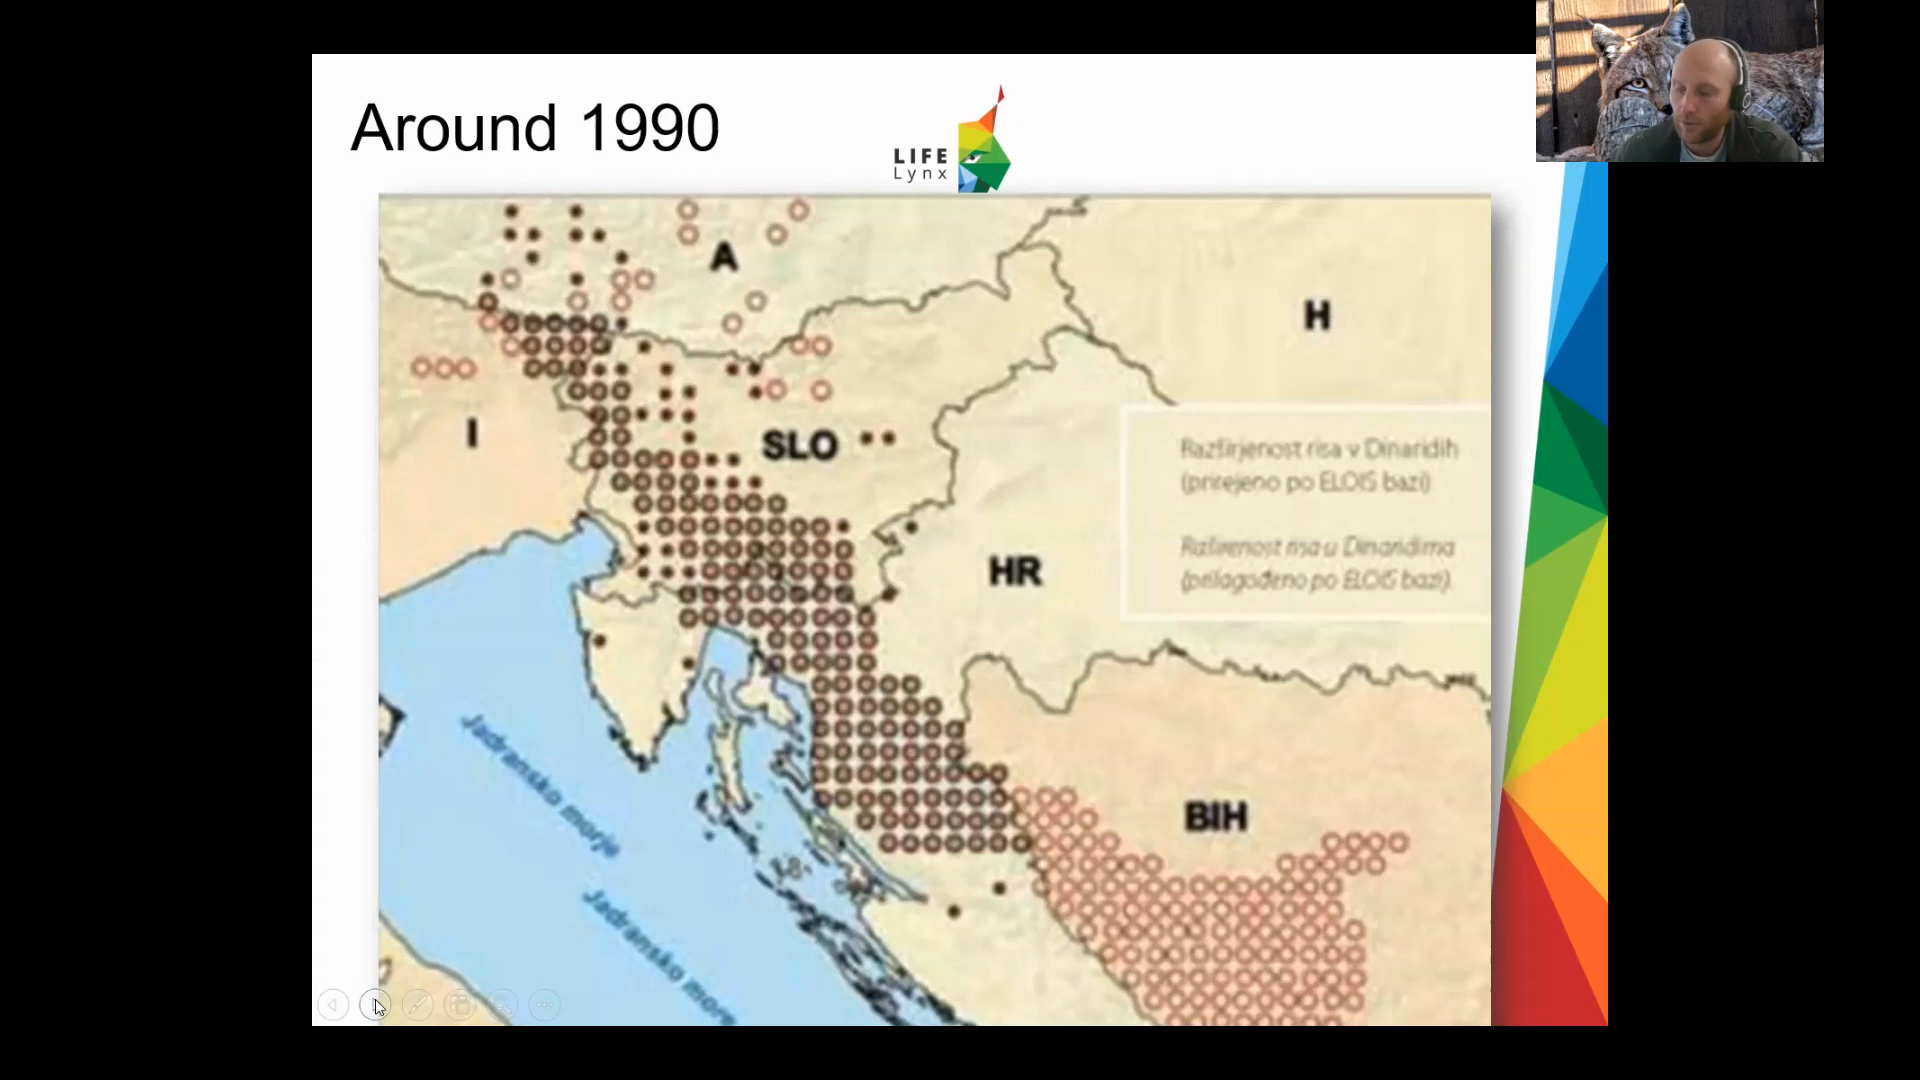 Around 1990
LIFE
Lynx
A
H
I
SLO
Razširjenost risa v Dinaridih
(prirejeno po ELOIS bazi)
Raširenost risa u Dinaridima
(prilagođeno po ELOIS bazi).
HR
Jadransko morje
BIH
Jadransko more